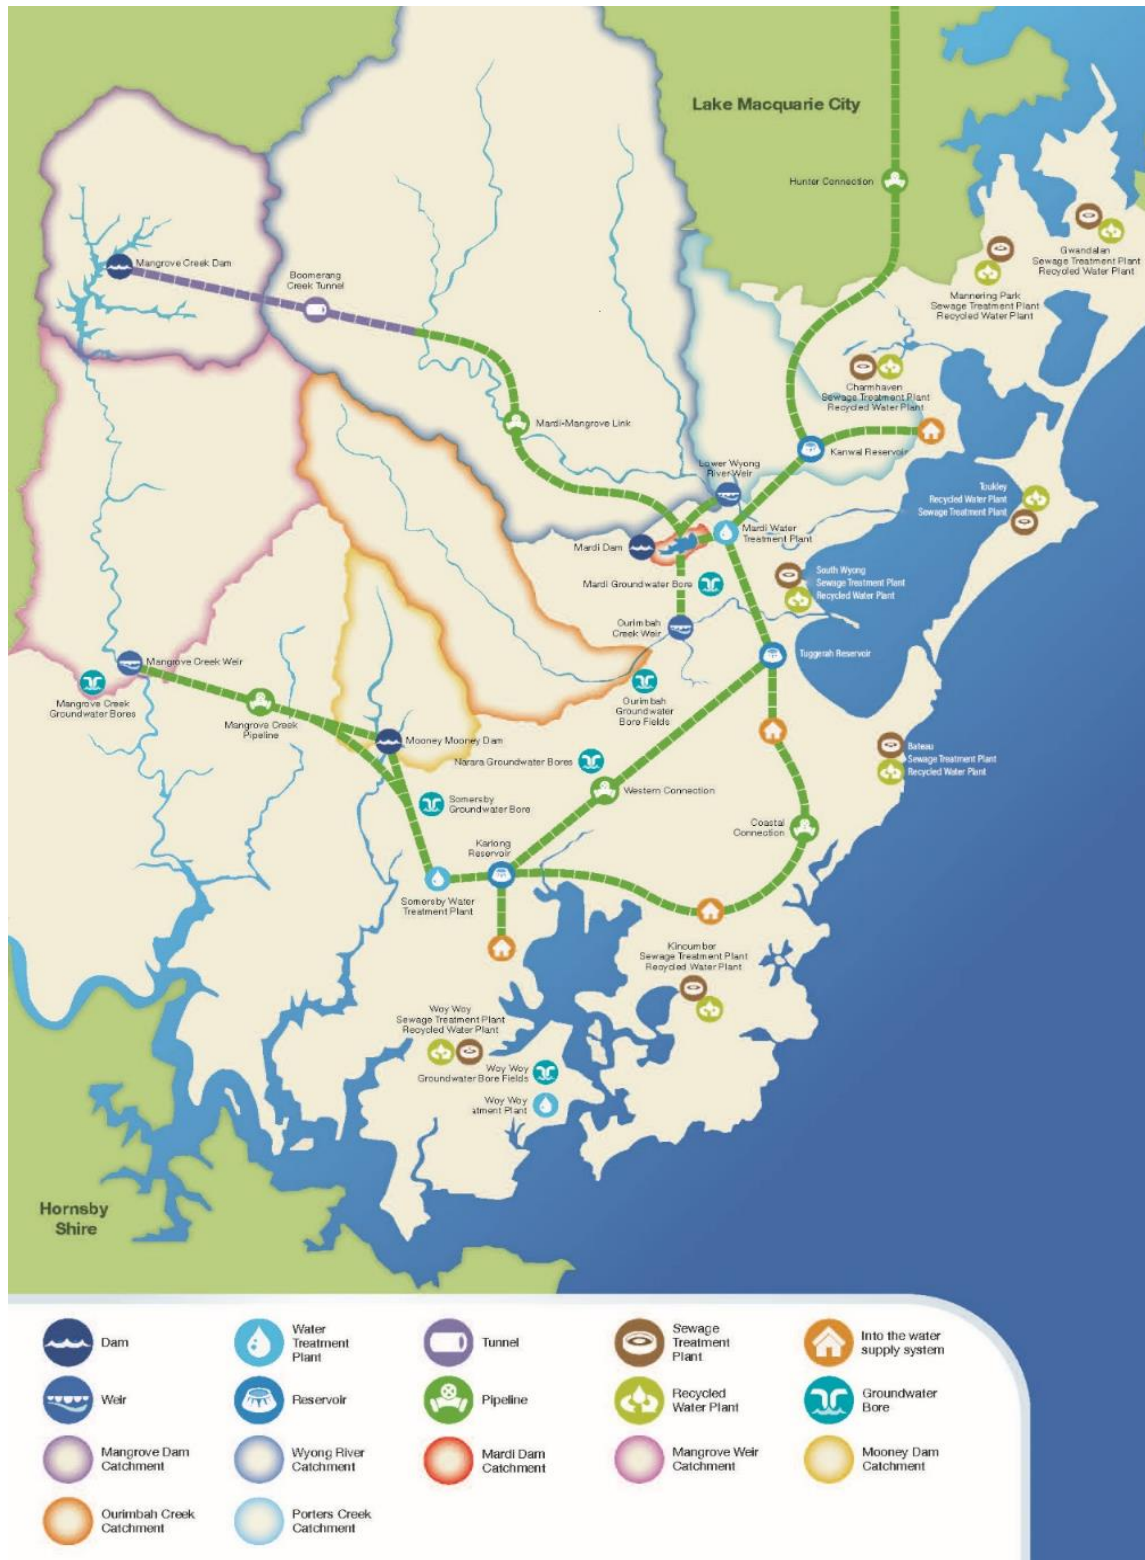 Lake Macquarie City
Hunter Connection
Gwandalan
Sewage Treatment Plant
Recycled Water Plant
Mannering Park
Sewage Treatment Plant
Recycled Water Plant
Mangrove Creek Dam
Boomerang
Creek Tunnel
Charmhaven
Sewage Treatment Plant
Recycled Water Plant
Mardi-Mangrove Link
Kanwal Reservoir
Lower Wyong
River Weir
Toukley
Recycled Water Plant
Sewage Treatment Plant
Mardi Water
Treatment Plant
Mardi Dam
Mardi Groundwater Bore
South Wyong
Sewage Treatment Plant
Recycled Water Plant
Ourimbah
Creek Weir
Tuggerah Reservoir
Mangrove Creek Weir
Mangrove Creek
Groundwater Bores
Mangrove Creek
Pipeline
Ourimbah
Groundwater
Bore Fields
Mooney Mooney Dam
Narara Groundwater Bores
Bateau
Sewage Treatment Plant
Recycled Water Plant
Somersby
Groundwater Bore
Western Connection
Coastal
Connection
Karlong
Reservoir
Somersby Water
Treatment Plant
Kincumber
Sewage Treatment Plant
Recycled Water Plant
Woy Woy
Sewage Treatment Plant
Recycled Water Plant
Woy Woy
Groundwater Bore Fields
Woy Woy
atment Plant
Hornsby
Shire
Dam
Water
Treatment
Plant
Tunnel
Sewage
Treatment
Plant
Into the water
supply system
Weir
Reservoir
Pipeline
Recycled
Water Plant
Groundwater
Bore
Mangrove Dam
Catchment
Wyong River
Catchment
Mardi Dam
Catchment
Mangrove Weir
Catchment
Mooney Dam
Catchment
Ourimbah Creek
Catchment
Porters Creek
Catchment